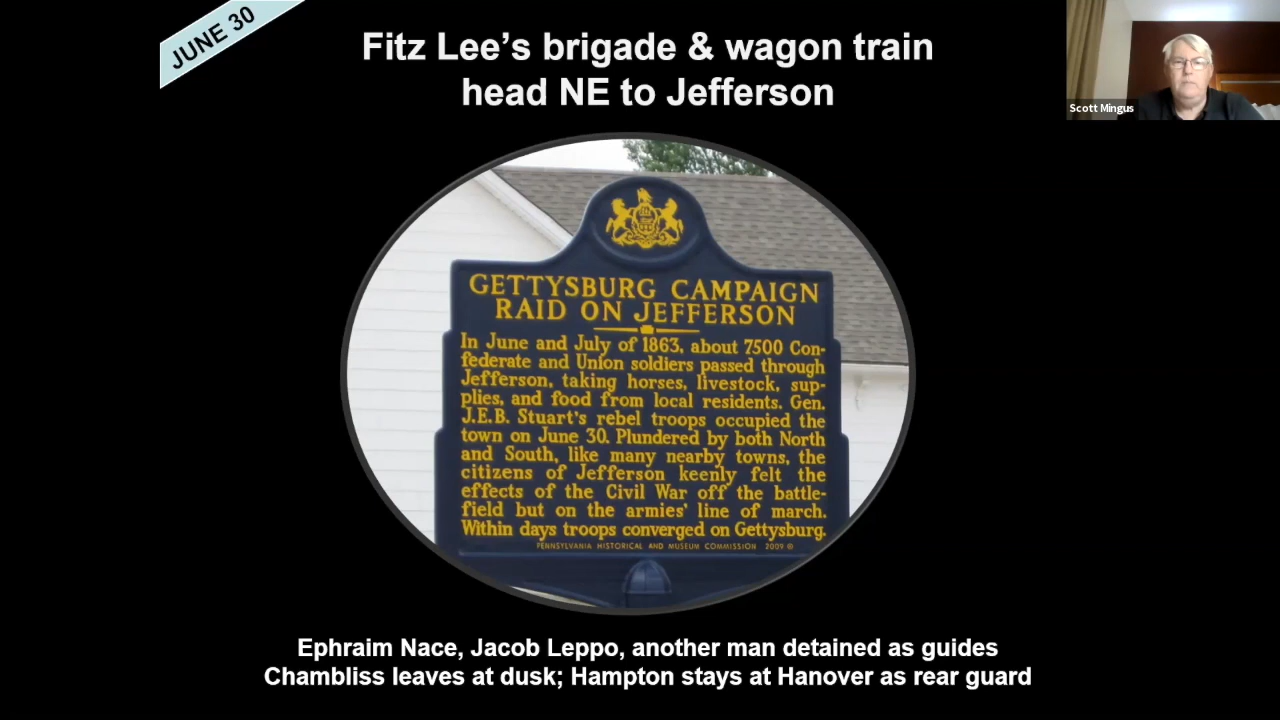 JUNE 30
Fitz Lee's brigade & wagon train
head NE to Jefferson
Scott Mingus
GETTYSBURG CAMPAIGN
RAID ON JEFFERSON
In June and July of 1863, about 7500 Con-
federate and Union soldiers passed through
Jefferson, taking horses, livestock, sup-
plies, and food from local residents. Gen.
J.E.B. Stuart's rebel troops occupied the
town on June 30. Plundered by both North
and South, like many nearby towns, the
citizens of Jefferson keenly felt the
effects of the Civil War off the battle-
field but on the armies' line of march.
Within days troops converged on Gettysburg.
PENNSYLVANIA HISTORICAL AND MUSEUM COMMISSION 2009 ©
Ephraim Nace, Jacob Leppo, another man detained as guides
Chambliss leaves at dusk; Hampton stays at Hanover as rear guard